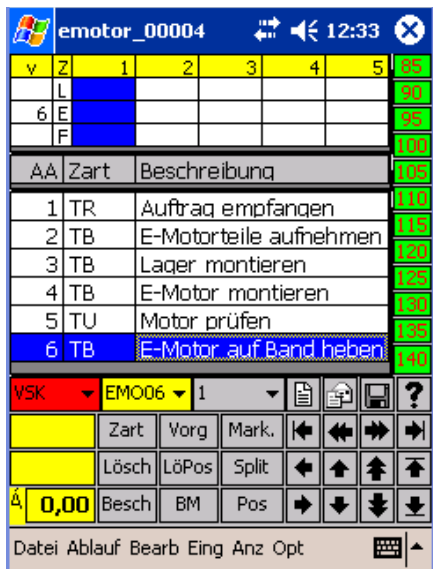 emotor_00004 12:33
v Z 1 2 3 4 5 85
L 90
6 E 95
F 100
AA Zart Beschreibung 105
1 TR Auftrag empfangen 110
2 TB E-Motorteile aufnehmen 115
3 TB Lager montieren 120
4 TB E-Motor montieren 125
5 TU Motor prüfen 130
6 TB E-Motor auf Band heben 135
140
VSK EMO06 1 ?
Zart Vorg Mark.
Lösch LöPos Split
Á 0,00 Besch BM Pos
Datei Ablauf Bearb Eing Anz Opt